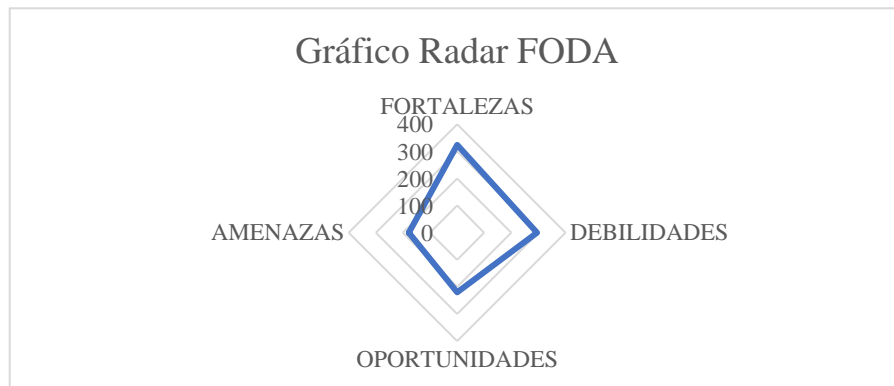 Gráfico Radar FODA
FORTALEZAS
400
300
200
100
AMENAZAS 0 DEBILIDADES
OPORTUNIDADES